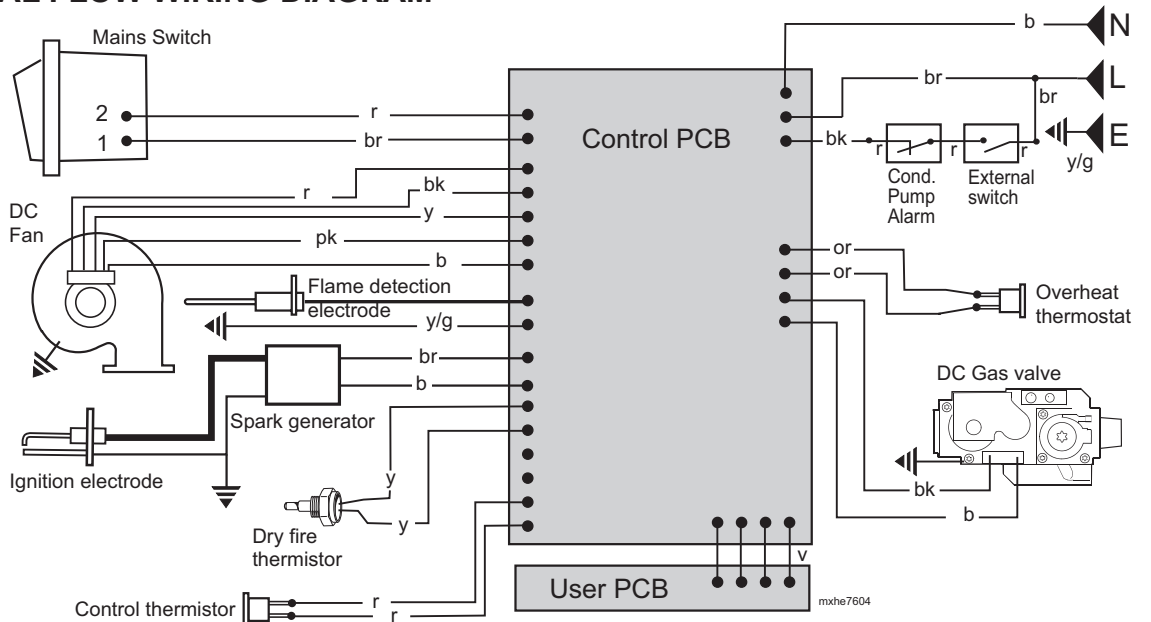 WIRING DIAGRAM
Mains Switch
2
1
r
br
DC
Fan
r
bk
y
pk
b
Flame detection
electrode
y/g
br
b
Spark generator
Ignition electrode
y
y
Dry fire
thermistor
Control thermistor
r
r
Control PCB
User PCB
v
mxhe7604
b
N
br
L
br
bk
r
r
r
E
y/g
Cond.
Pump
Alarm
External
switch
or
or
Overheat
thermostat
DC Gas valve
bk
b